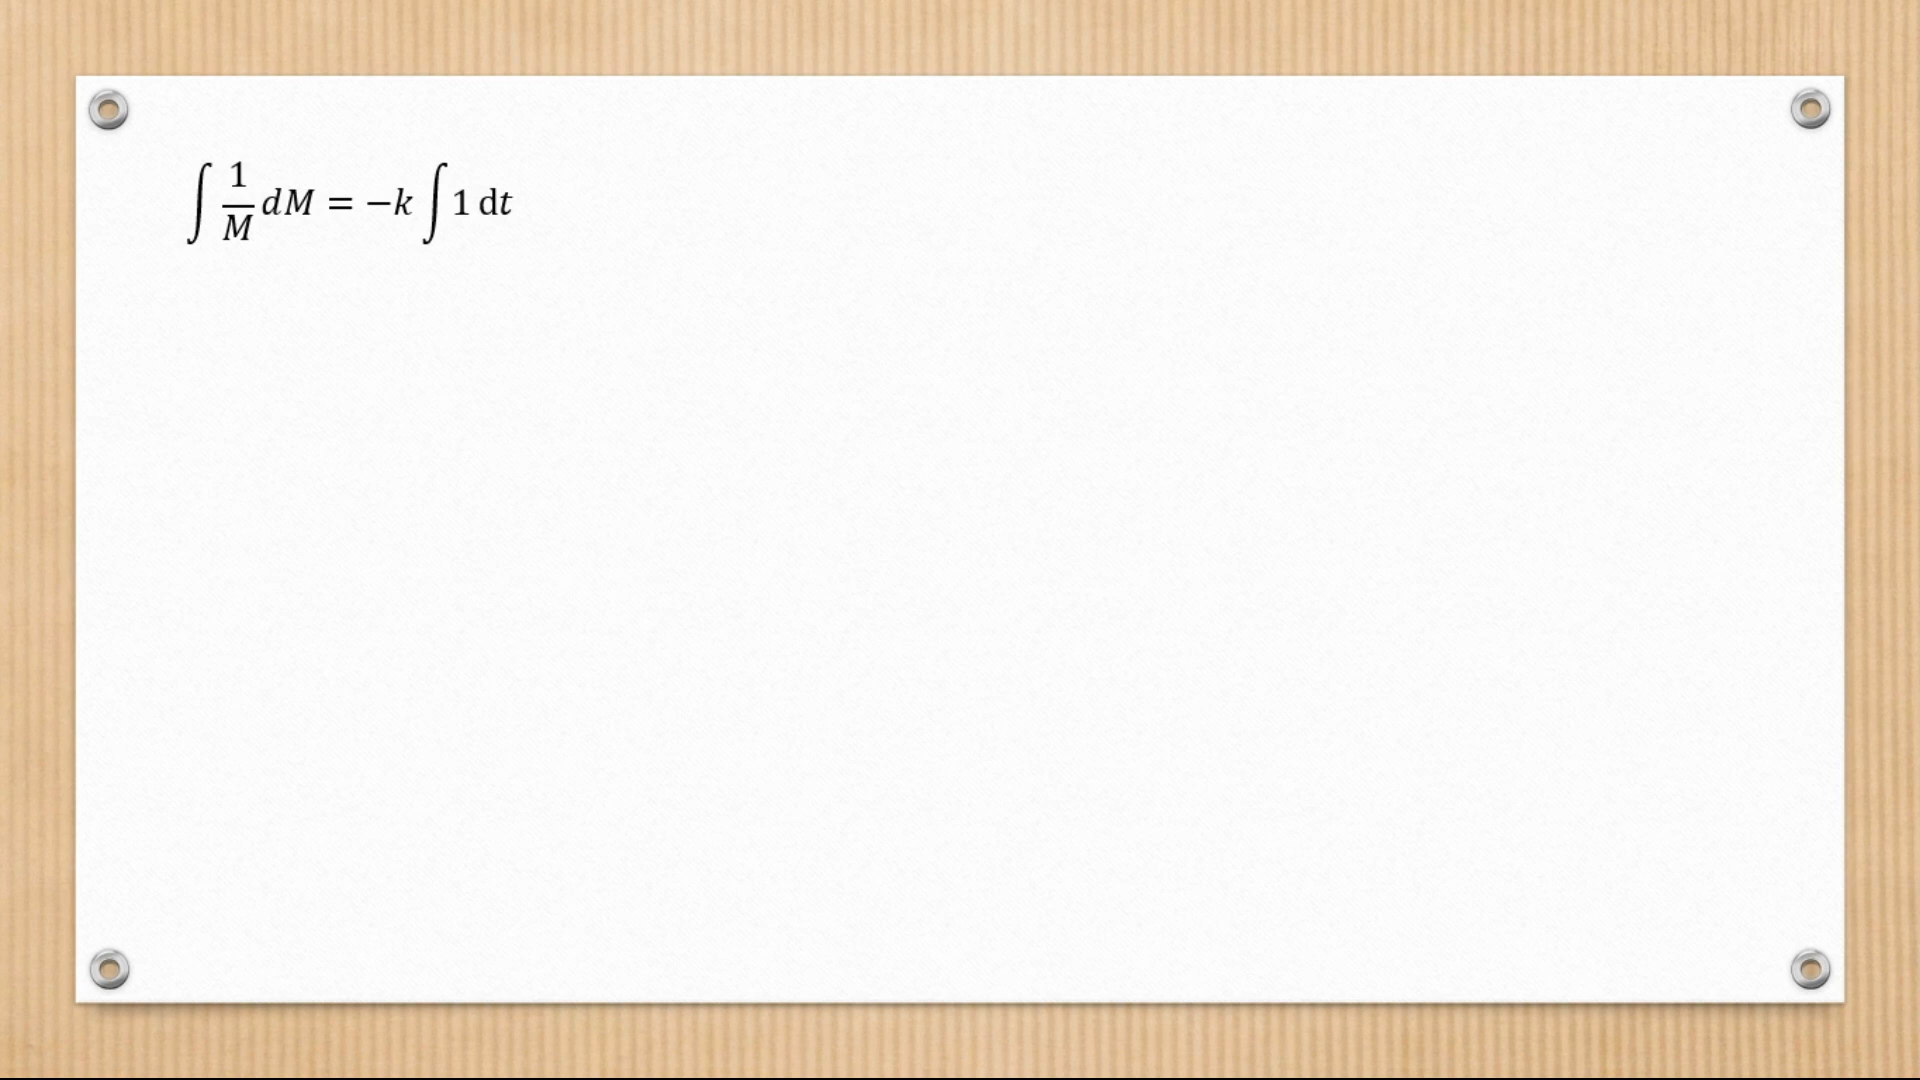 ∫ 1/M dM = −k ∫ 1 dt